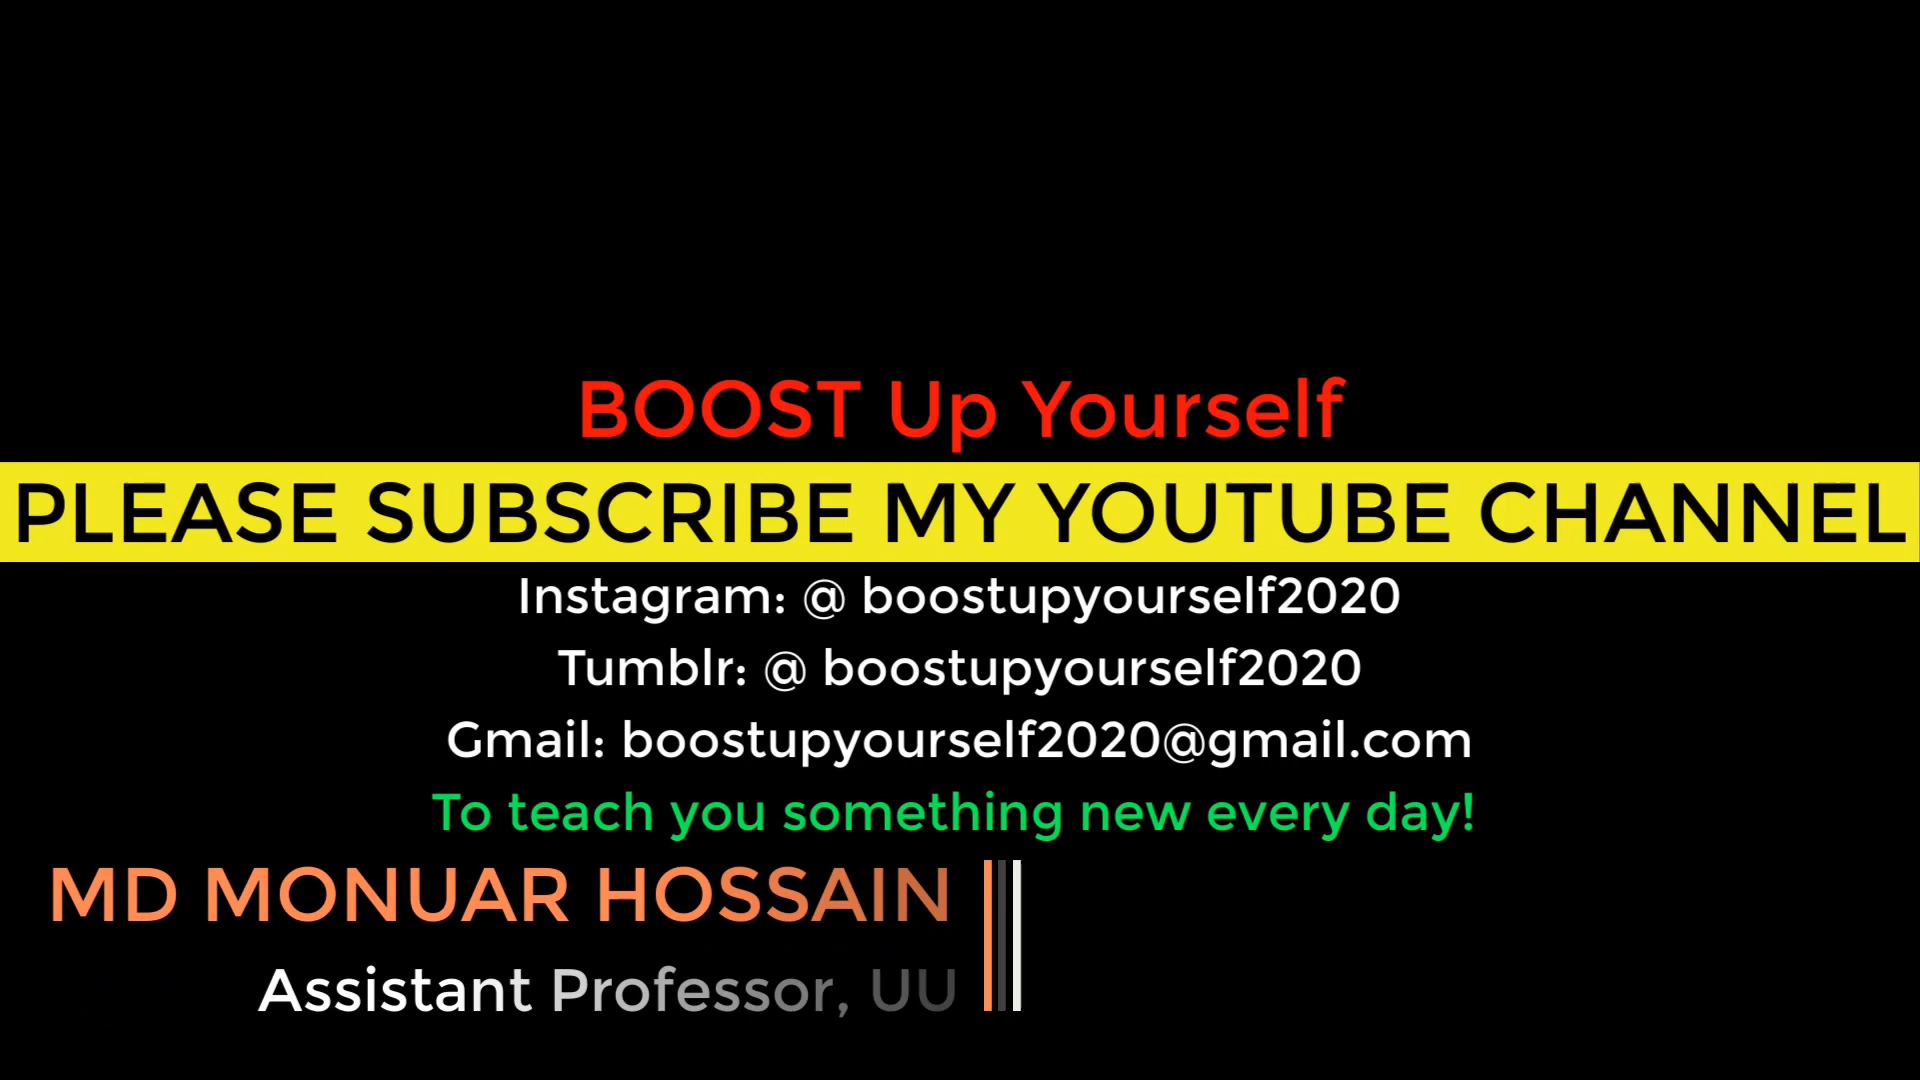 BOOST Up Yourself
PLEASE SUBSCRIBE MY YOUTUBE CHANNEL
Instagram: @ boostupyourself2020
Tumblr: @ boostupyourself2020
Gmail: boostupyourself2020@gmail.com
To teach you something new every day!
MD MONUAR HOSSAIN
Assistant Professor, UU